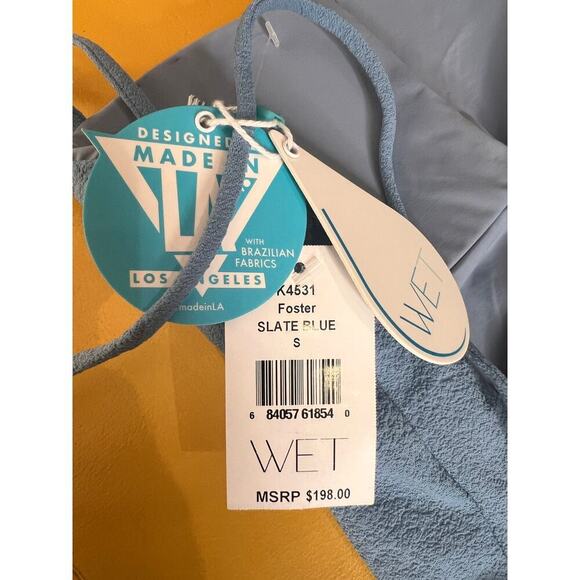 DESIGNED
MADE IN
LA
WITH
BRAZILIAN
FABRICS
LOS ANGELES
madeinLA
WET
K4531
Foster
SLATE BLUE
S
6 84057 61854 0
WET
MSRP $198.00